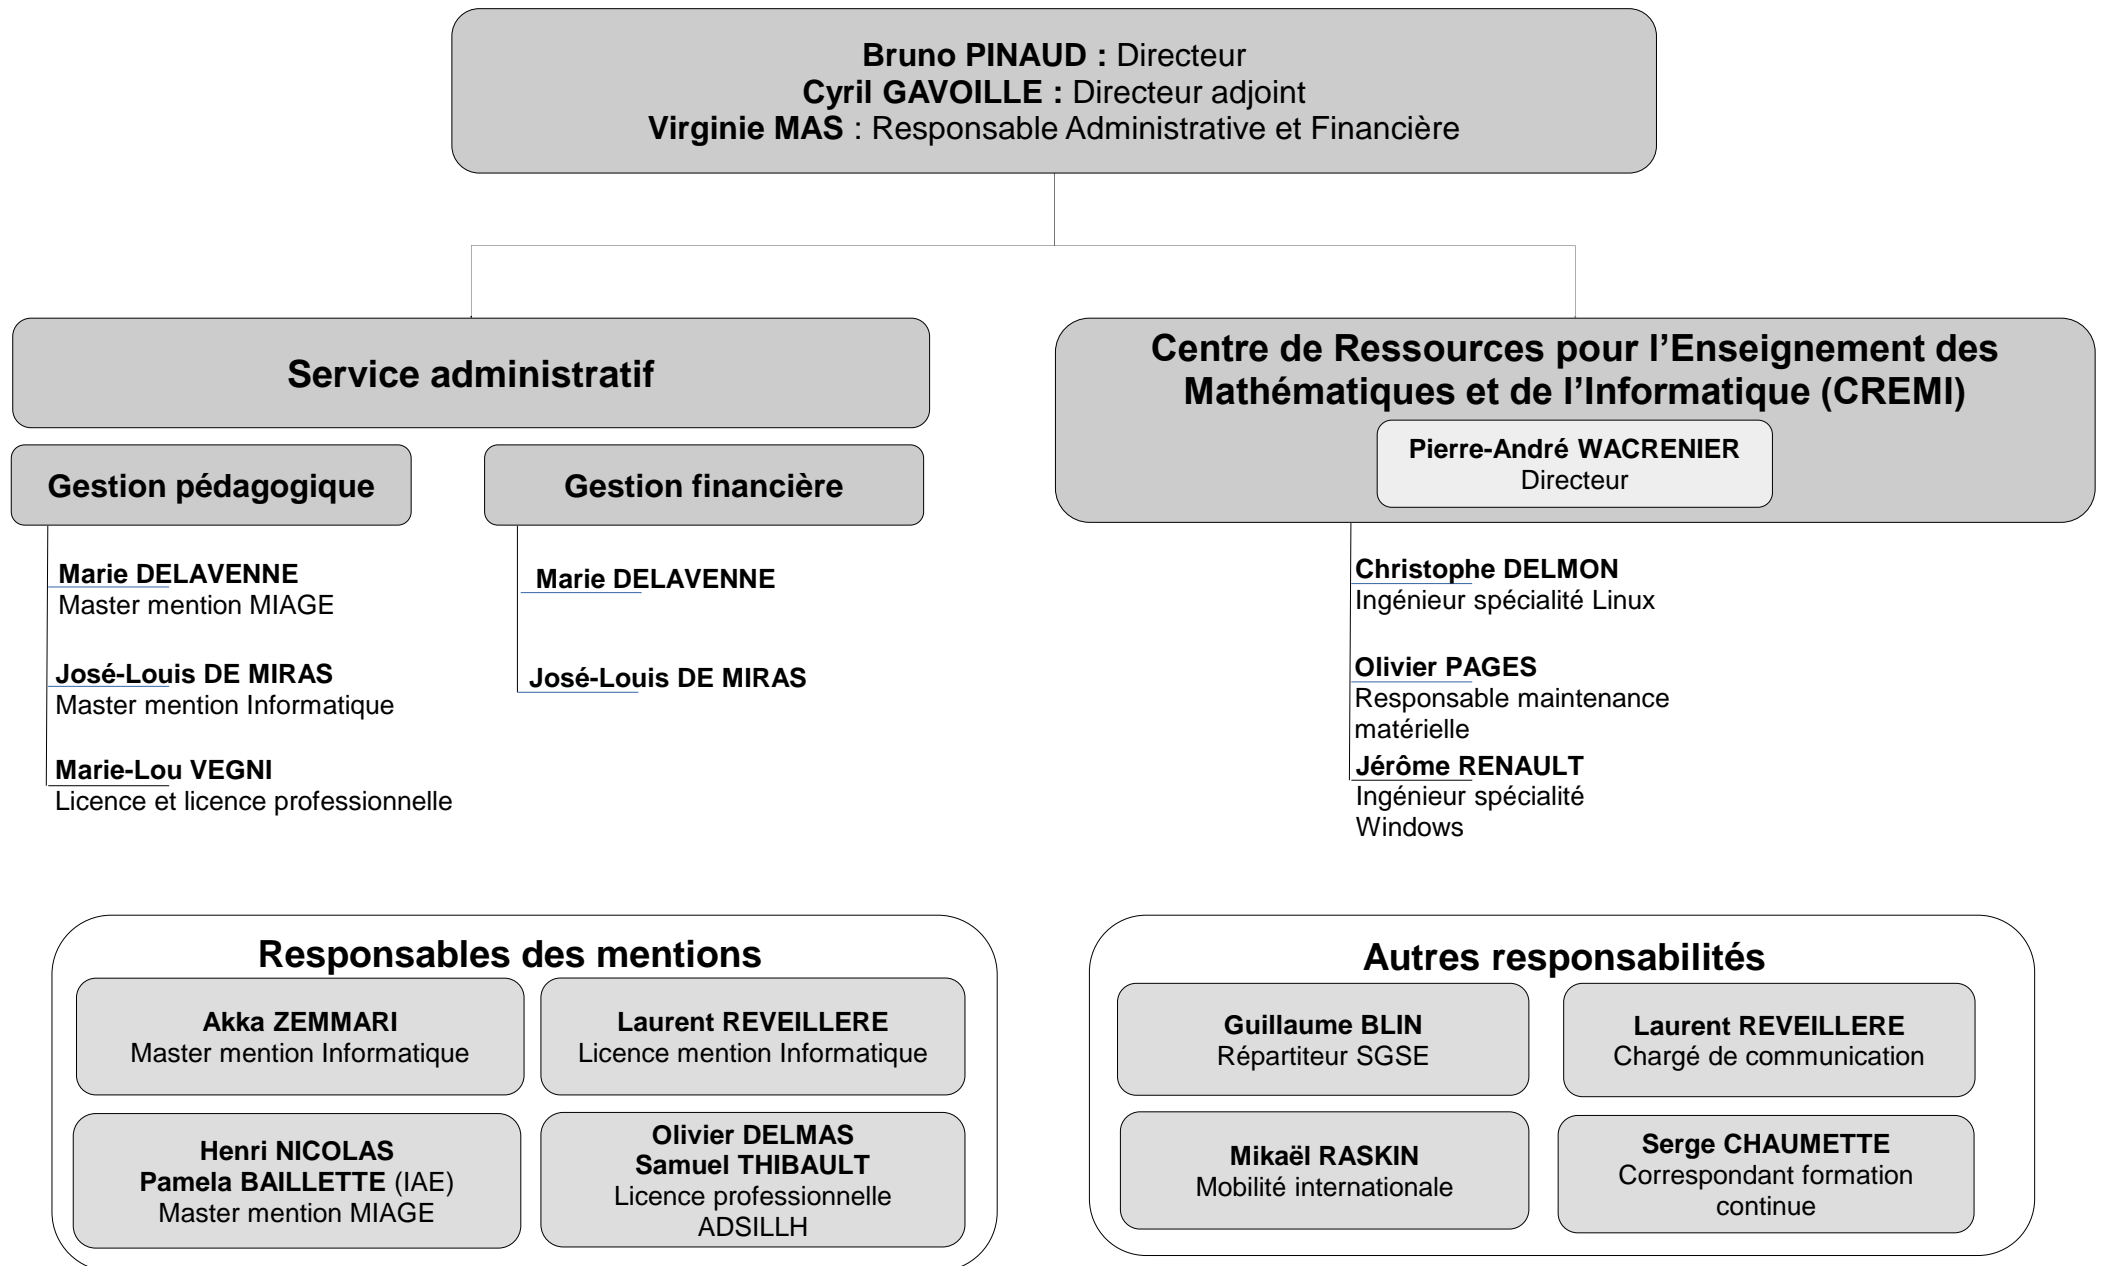 Bruno PINAUD : Directeur
Cyril GAVOILLE : Directeur adjoint
Virginie MAS : Responsable Administrative et Financière
Service administratif
Gestion pédagogique
Marie DELAVENNE
Master mention MIAGE
José-Louis DE MIRAS
Master mention Informatique
Marie-Lou VEGNI
Licence et licence professionnelle
Gestion financière
Marie DELAVENNE
José-Louis DE MIRAS
Centre de Ressources pour l’Enseignement des
Mathématiques et de l’Informatique (CREMI)
Pierre-André WACRENIER
Directeur
Christophe DELMON
Ingénieur spécialité Linux
Olivier PAGES
Responsable maintenance
matérielle
Jérôme RENAULT
Ingénieur spécialité
Windows
Responsables des mentions
Akka ZEMMARI
Master mention Informatique
Laurent REVEILLERE
Licence mention Informatique
Henri NICOLAS
Pamela BAILLETTE (IAE)
Master mention MIAGE
Olivier DELMAS
Samuel THIBAULT
Licence professionnelle
ADSILLH
Autres responsabilités
Guillaume BLIN
Répartiteur SGSE
Laurent REVEILLERE
Chargé de communication
Mikaël RASKIN
Mobilité internationale
Serge CHAUMETTE
Correspondant formation
continue